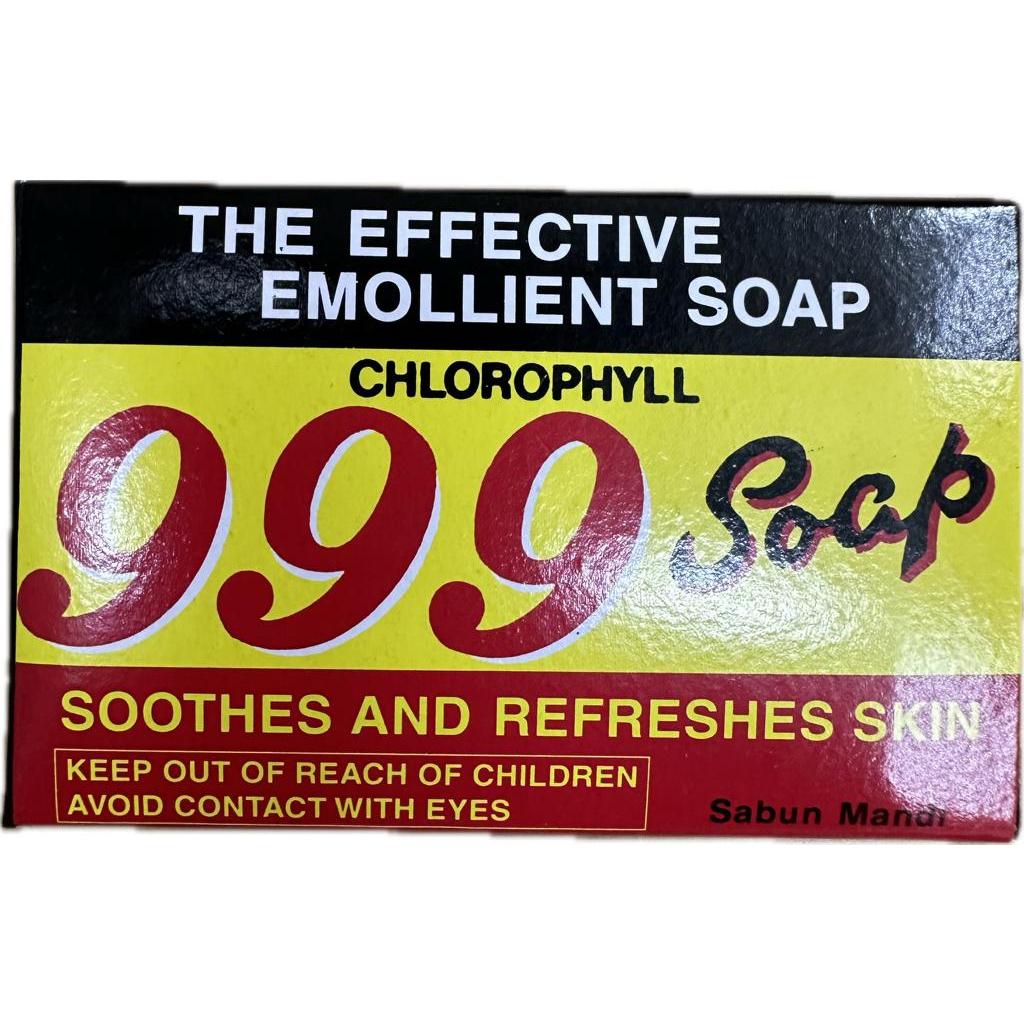 THE EFFECTIVE
EMOLLIENT SOAP
CHLOROPHYLL
999 Soap
SOOTHES AND REFRESHES SKIN
KEEP OUT OF REACH OF CHILDREN
AVOID CONTACT WITH EYES
Sabun Mandi